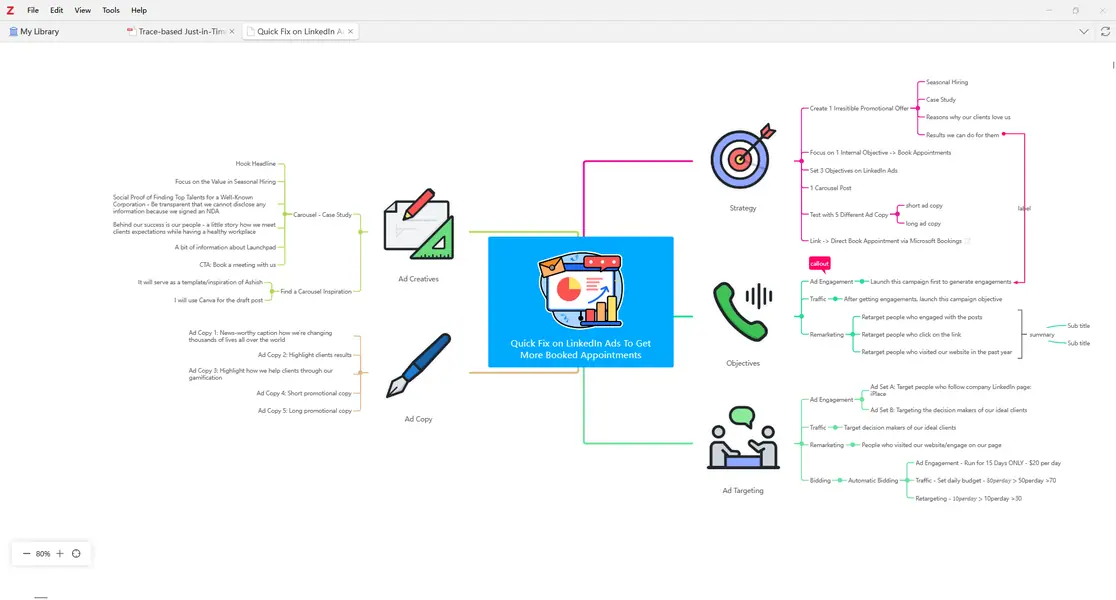 Z File Edit View Tools Help
My Library
Trace-based Just-in-Tim
Quick Fix on LinkedIn A
Hook Headline
Focus on the Value in Seasonal Hiring
Social Proof of Finding Top Talents for a Well-Known
Corporation - Be transparent that we cannot disclose any
information because we signed an NDA
Behind our success is our people - a little story how we meet
clients expectations while having a healthy workplace
A bit of information about Launchpad
CTA: Book a meeting with us
Carousel - Case Study
It will serve as a template/inspiration of Ashish
I will use Canva for the draft post
Find a Carousel Inspiration
Ad Creatives
Ad Copy 1: News-worthy caption how we're changing
thousands of lives all over the world
Ad Copy 2: Highlight clients results
Ad Copy 3: Highlight how we help clients through our
gamification
Ad Copy 4: Short promotional copy
Ad Copy 5: Long promotional copy
Ad Copy
Quick Fix on LinkedIn Ads To Get
More Booked Appointments
Strategy
Create 1 Irresitible Promotional Offer
Seasonal Hiring
Case Study
Reasons why our clients love us
Results we can do for them
Focus on 1 Internal Objective -> Book Appointments
Set 3 Objectives on LinkedIn Ads
1 Carousel Post
Test with 5 Different Ad Copy
short ad copy
long ad copy
Link -> Direct Book Appointment via Microsoft Bookings
label
Objectives
callout
Ad Engagement
Launch this campaign first to generate engagements
Traffic
After getting engagements, launch this campaign objective
Remarketing
Retarget people who engaged with the posts
Retarget people who click on the link
Retarget people who visited our website in the past year
summary
Sub title
Sub title
Ad Targeting
Ad Engagement
Ad Set A: Target people who follow company LinkedIn page:
iPlace
Ad Set B: Targeting the decision makers of our ideal clients
Traffic
Target decision makers of our ideal clients
Remarketing
People who visited our website/engage on our page
Bidding
Automatic Bidding
Ad Engagement - Run for 15 Days ONLY - $20 per day
Traffic - Set daily budget - 30perday > 50perday >70
Retargeting - 10perday > 10perday >30
80%